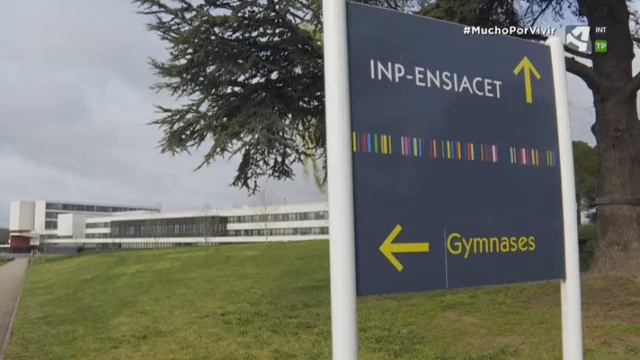 #MuchoPorVivir
INT
TP
INP-ENSIACET
Gymnases